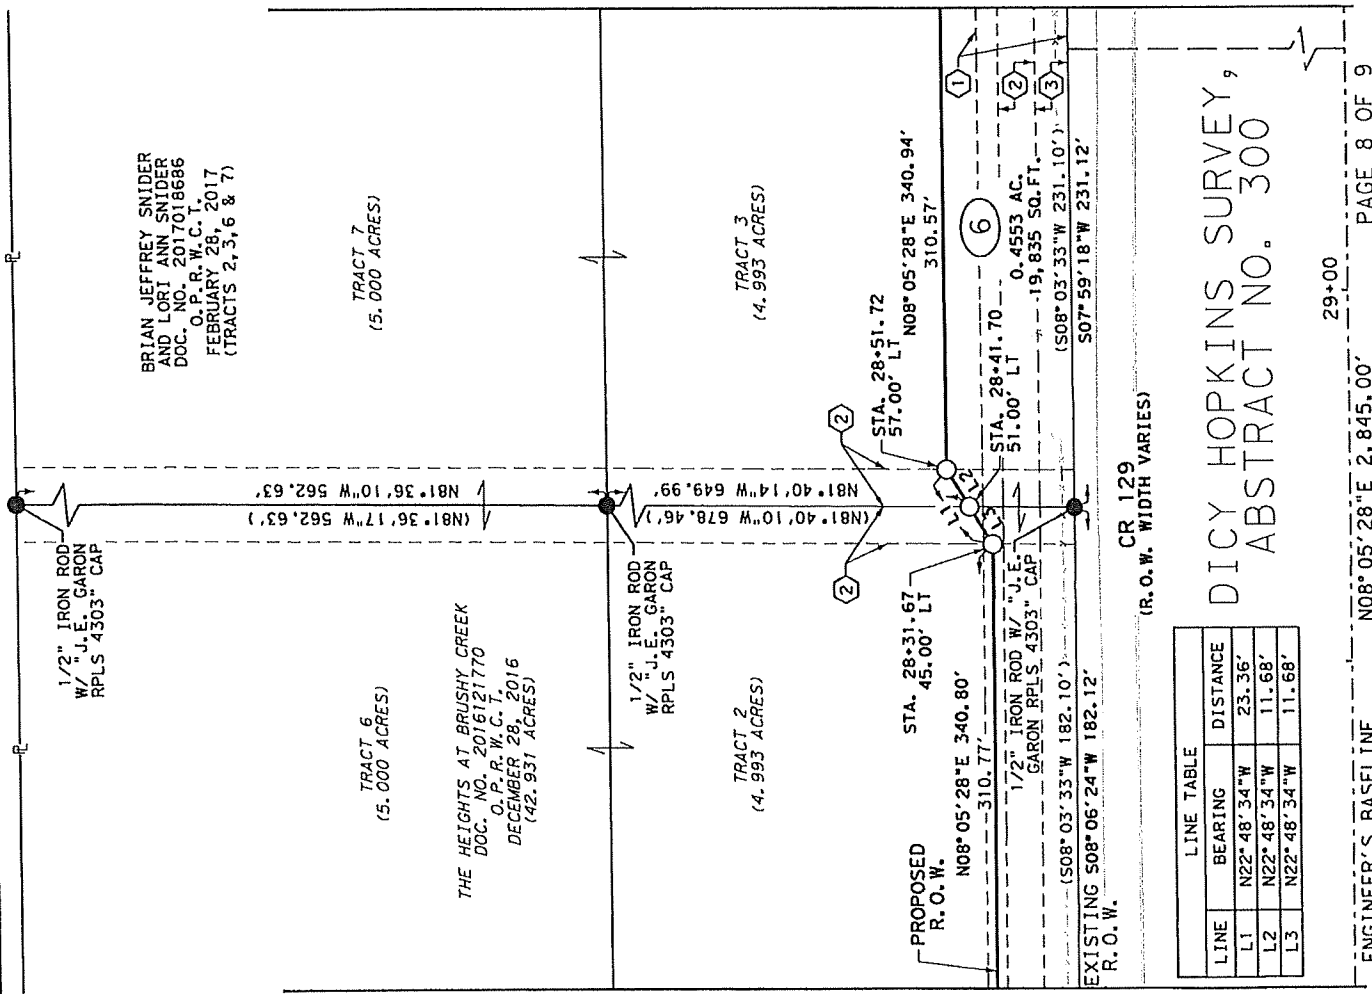 BRIAN JEFFREY SNIDER
AND LORI ANN SNIDER
DOC. NO. 2017018686
O.P.R.W.C.T.
FEBRUARY 28, 2017
(TRACTS 2,3,6 & 7)
TRACT 7
(5.000 ACRES)
TRACT 3
(4.993 ACRES)
1/2" IRON ROD
W/ "J.E. GARON
RPLS 4303" CAP
N81°36'10"W 562.63'
(N81°36'17"W 562.63')
N81°40'14"W 649.99'
(N81°40'10"W 678.46')
1/2" IRON ROD
W/ "J.E. GARON
RPLS 4303" CAP
TRACT 6
(5.000 ACRES)
THE HEIGHTS AT BRUSHY CREEK
DOC. NO. 2016121770
O.P.R.W.C.T.
DECEMBER 28, 2016
(42.931 ACRES)
TRACT 2
(4.993 ACRES)
2
2
STA. 28+51.72
57.00' LT
N08°05'28"E 340.94'
310.57'
1
2
3
6
STA. 28+41.70
51.00' LT
0.4553 AC.
19,835 SQ.FT.
(S08°03'33"W 231.10')
S07°59'18"W 231.12'
L1
L2
L3
STA. 28+31.67
45.00' LT
PROPOSED
R.O.W.
N08°05'28"E 340.80'
310.77'
1/2" IRON ROD W/ "J.E.
GARON RPLS 4303" CAP
(S08°03'33"W 182.10')
EXISTING S08°06'24"W 182.12'
R.O.W.
CR 129
(R.O.W. WIDTH VARIES)
DICY HOPKINS SURVEY,
ABSTRACT NO. 300
LINE TABLE
LINE BEARING DISTANCE
L1 N22°48'34"W 23.36'
L2 N22°48'34"W 11.68'
L3 N22°48'34"W 11.68'
29+00
ENGINEER'S BASELINE N08°05'28"E 2,845.00'
PAGE 8 OF 9
P
P